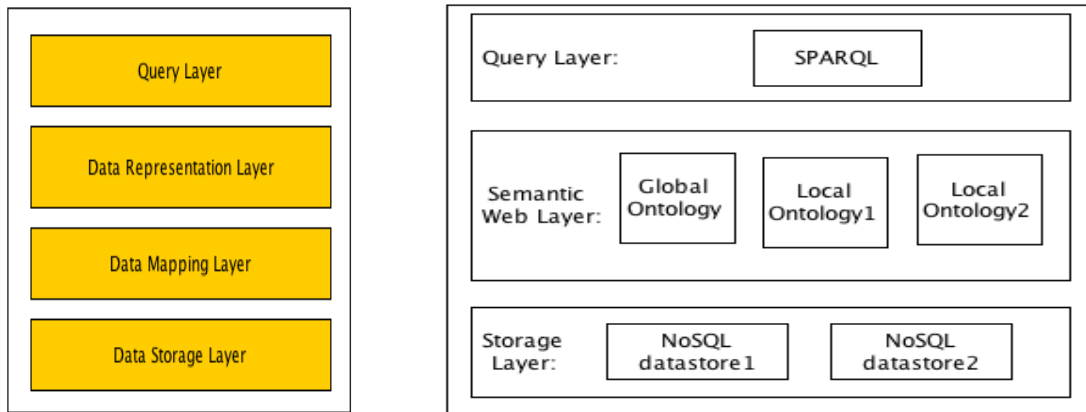 Query Layer
Data Representation Layer
Data Mapping Layer
Data Storage Layer
Query Layer:
SPARQL
Semantic
Web Layer:
Global
Ontology
Local
Ontology1
Local
Ontology2
Storage
Layer:
NoSQL
datastore1
NoSQL
datastore2